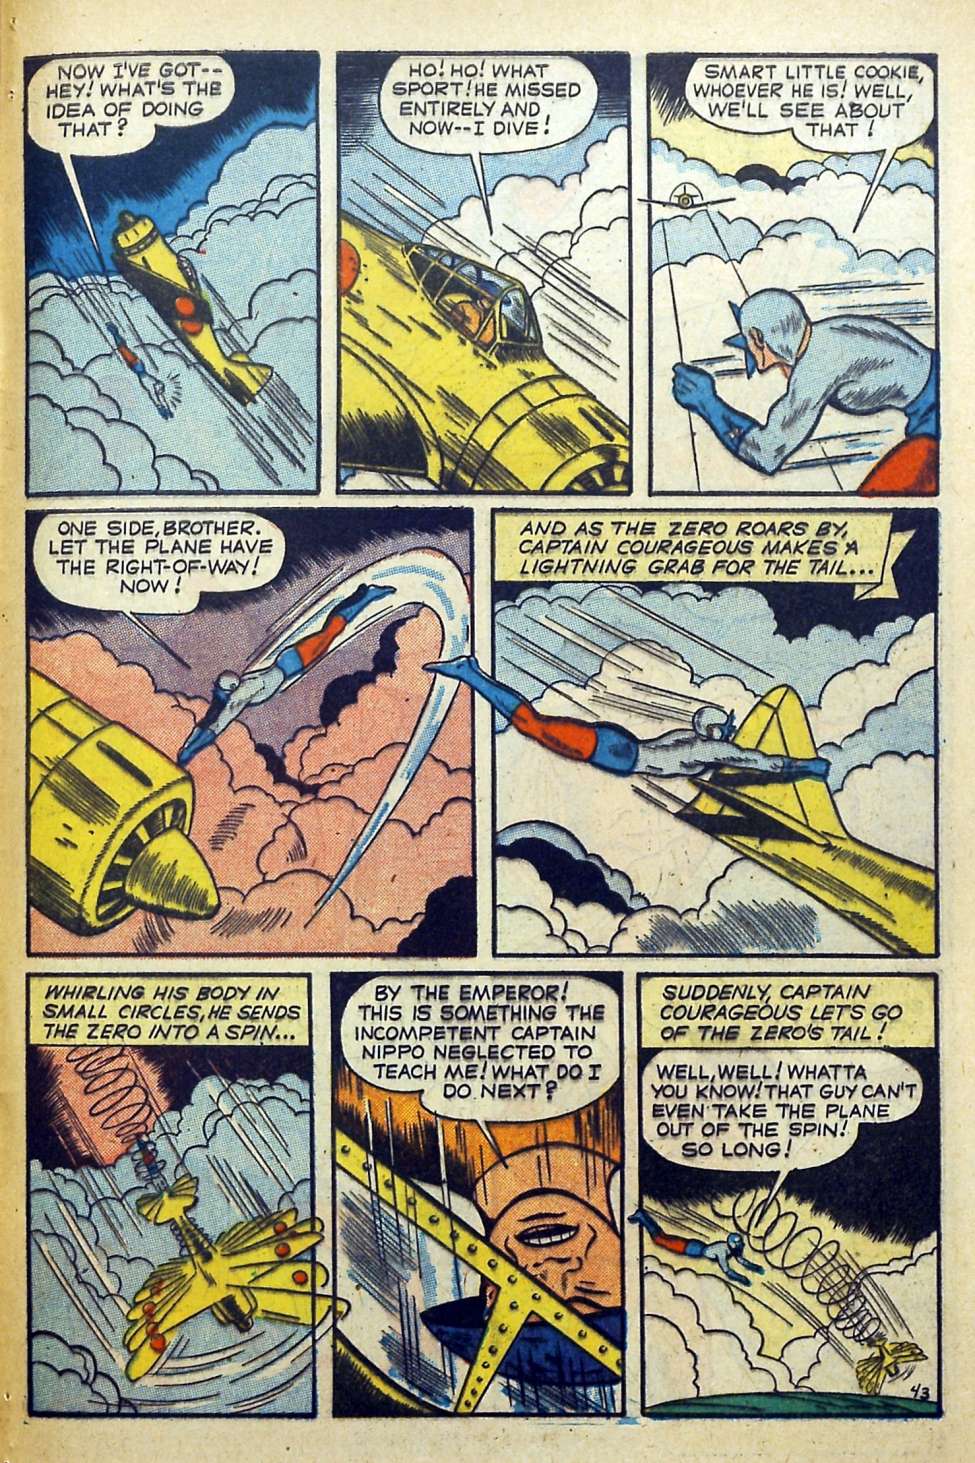 NOW I'VE GOT--
HEY! WHAT'S THE
IDEA OF DOING
THAT?
HO! HO! WHAT
SPORT! HE MISSED
ENTIRELY AND
NOW--I DIVE!
SMART LITTLE COOKIE,
WHOEVER HE IS! WELL,
WE'LL SEE ABOUT
THAT!
ONE SIDE, BROTHER.
LET THE PLANE HAVE
THE RIGHT-OF-WAY!
NOW!
AND AS THE ZERO ROARS BY,
CAPTAIN COURAGEOUS MAKES A
LIGHTNING GRAB FOR THE TAIL...
WHIRLING HIS BODY IN
SMALL CIRCLES, HE SENDS
THE ZERO INTO A SPIN...
BY THE EMPEROR!
THIS IS SOMETHING THE
INCOMPETENT CAPTAIN
NIPPO NEGLECTED TO
TEACH ME! WHAT DO I
DO NEXT?
SUDDENLY, CAPTAIN
COURAGEOUS LET'S GO
OF THE ZERO'S TAIL!
WELL, WELL! WHATTA
YOU KNOW! THAT GUY CAN'T
EVEN TAKE THE PLANE
OUT OF THE SPIN!
SO LONG!
43